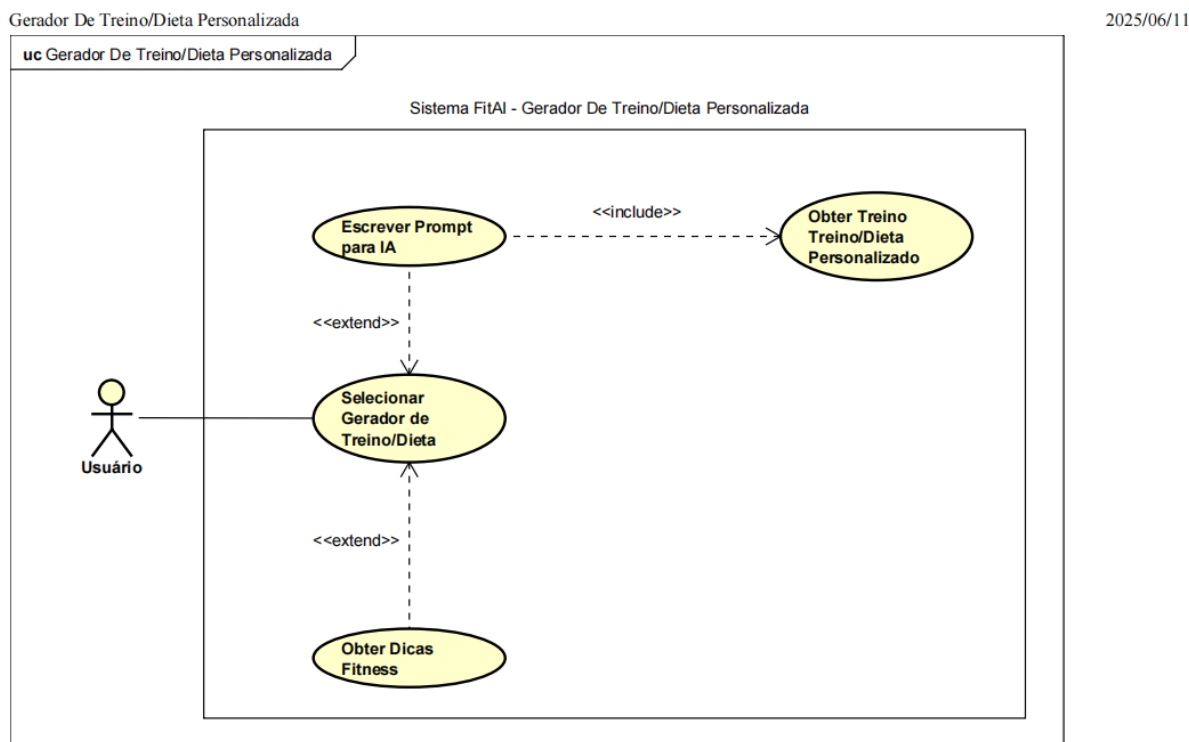 Gerador De Treino/Dieta Personalizada
2025/06/11
uc Gerador De Treino/Dieta Personalizada
Sistema FitAI - Gerador De Treino/Dieta Personalizada
Escrever Prompt
para IA
<<include>>
Obter Treino
Treino/Dieta
Personalizado
<<extend>>
Selecionar
Gerador de
Treino/Dieta
Usuário
<<extend>>
Obter Dicas
Fitness